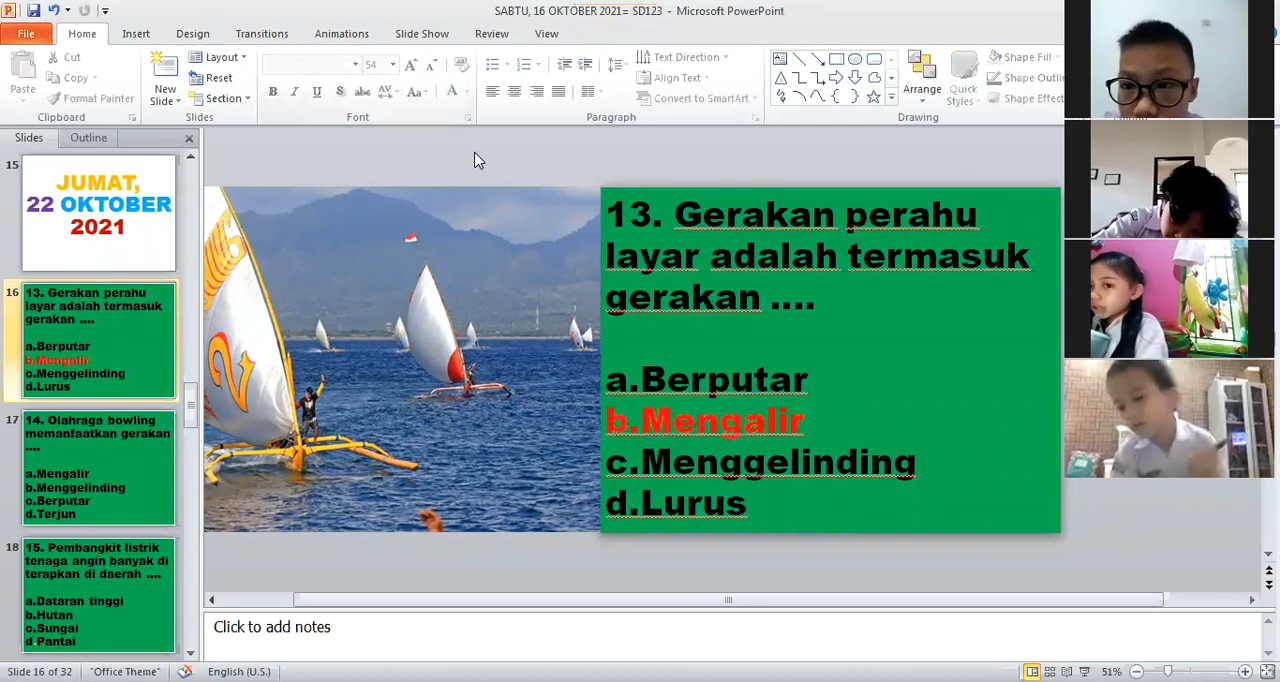 SABTU, 16 OKTOBER 2021= SD123 - Microsoft PowerPoint
File Home Insert Design Transitions Animations Slide Show Review View
Paste
Cut
Copy
Format Painter
Clipboard
New
Slide
Layout
Reset
Section
Slides
54
B I U S abc AV Aa A
Font
Text Direction
Align Text
Convert to SmartArt
Paragraph
Arrange
Quick
Styles
Shape Fill
Shape Outlin
Shape Effect
Drawing
Slides Outline
15
JUMAT,
22 OKTOBER
2021
16
13. Gerakan perahu
layar adalah termasuk
gerakan ....
a.Berputar
b.Mengalir
c.Menggelinding
d.Lurus
17
14. Olahraga bowling
memanfaatkan gerakan
....
a.Mengalir
b.Menggelinding
c.Berputar
d.Terjun
18
15. Pembangkit listrik
tenaga angin banyak di
terapkan di daerah ....
a.Dataran tinggi
b.Hutan
c.Sungai
d Pantai
13. Gerakan perahu
layar adalah termasuk
gerakan ....
a.Berputar
b.Mengalir
c.Menggelinding
d.Lurus
Click to add notes
Slide 16 of 32 "Office Theme" English (U.S.) 51%